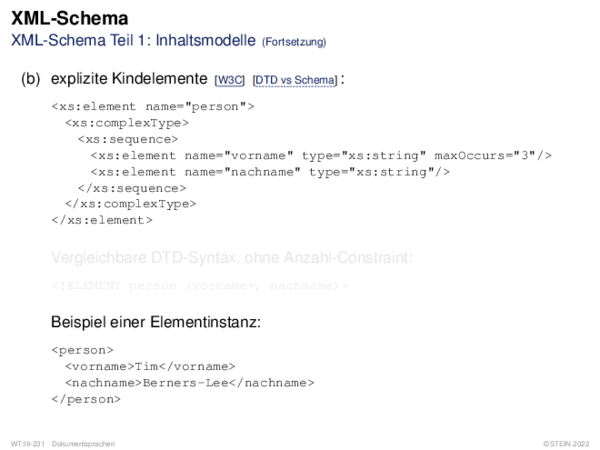 XML-Schema
XML-Schema Teil 1: Inhaltsmodelle (Fortsetzung)
(b) explizite Kindelemente [W3C] [DTD vs Schema] :
<xs:element name="person">
<xs:complexType>
<xs:sequence>
<xs:element name="vorname" type="xs:string" maxOccurs="3"/>
<xs:element name="nachname" type="xs:string"/>
</xs:sequence>
</xs:complexType>
</xs:element>
Vergleichbare DTD-Syntax, ohne Anzahl-Constraint:
<!ELEMENT person (vorname+, nachname)>
Beispiel einer Elementinstanz:
<person>
<vorname>Tim</vorname>
<nachname>Berners-Lee</nachname>
</person>
WT:III-231 Dokumentsprachen ©STEIN 2022